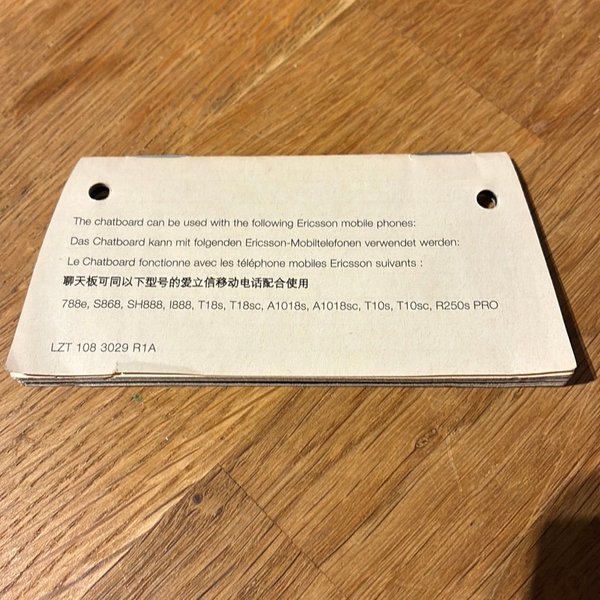 The chatboard can be used with the following Ericsson mobile phones:
Das Chatboard kann mit folgenden Ericsson-Mobiltelefonen verwendet werden:
Le Chatboard fonctionne avec les téléphone mobiles Ericsson suivants :
聊天板可同以下型号的爱立信移动电话配合使用
788e, S868, SH888, I888, T18s, T18sc, A1018s, A1018sc, T10s, T10sc, R250s PRO
LZT 108 3029 R1A